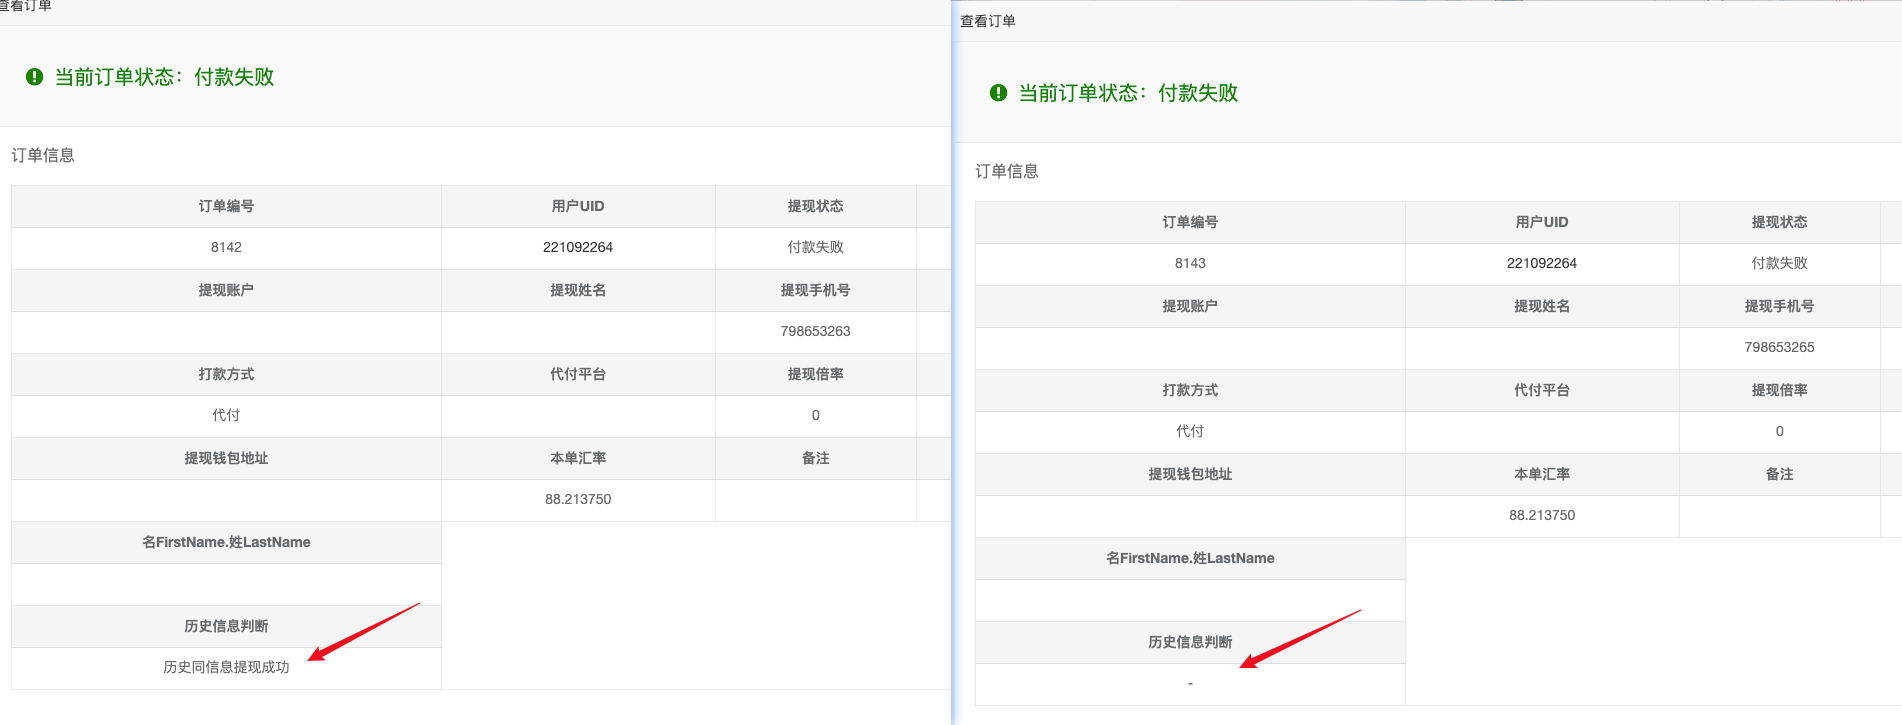 查看订单
当前订单状态：付款失败
订单信息
订单编号 用户UID 提现状态
8142 221092264 付款失败
提现账户 提现姓名 提现手机号
798653263
打款方式 代付平台 提现倍率
代付 0
提现钱包地址 本单汇率 备注
88.213750
名FirstName.姓LastName
历史信息判断
历史同信息提现成功
查看订单
当前订单状态：付款失败
订单信息
订单编号 用户UID 提现状态
8143 221092264 付款失败
提现账户 提现姓名 提现手机号
798653265
打款方式 代付平台 提现倍率
代付 0
提现钱包地址 本单汇率 备注
88.213750
名FirstName.姓LastName
历史信息判断
-